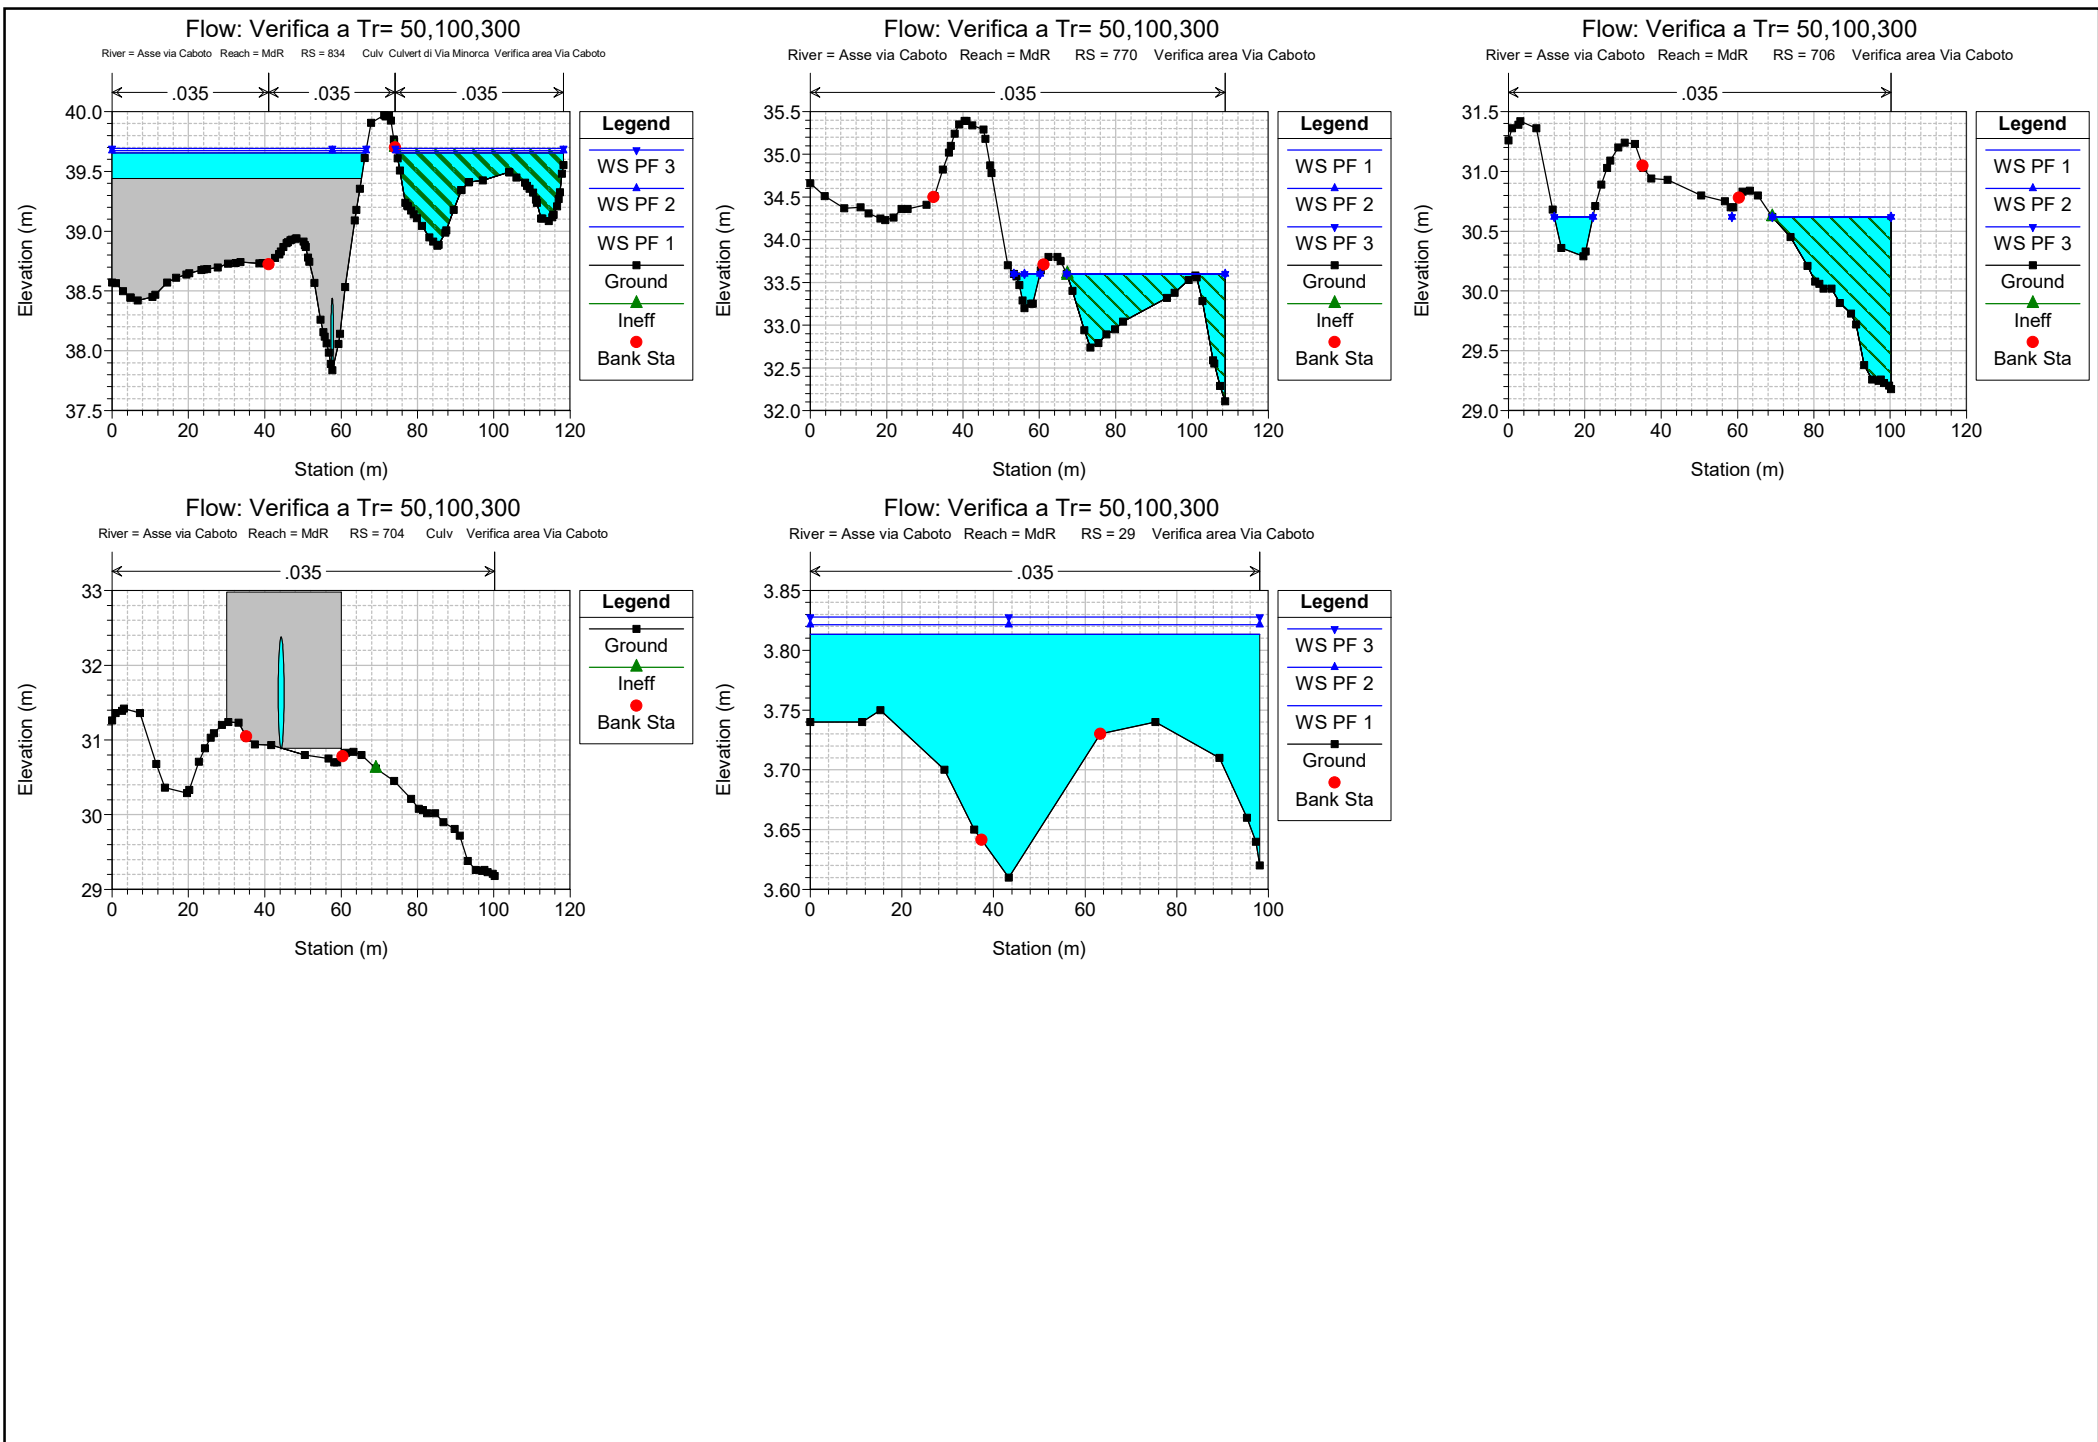 Flow: Verifica a Tr= 50,100,300
River = Asse via Caboto Reach = MdR RS = 834 Culv Culvert di Via Minorca Verifica area Via Caboto
.035 .035 .035
40.0
39.5
39.0
38.5
38.0
37.5
0 20 40 60 80 100 120
Station (m)
Elevation (m)
Legend
WS PF 3
WS PF 2
WS PF 1
Ground
Ineff
Bank Sta
Flow: Verifica a Tr= 50,100,300
River = Asse via Caboto Reach = MdR RS = 770 Verifica area Via Caboto
.035
35.5
35.0
34.5
34.0
33.5
33.0
32.5
32.0
0 20 40 60 80 100 120
Station (m)
Elevation (m)
Legend
WS PF 1
WS PF 2
WS PF 3
Ground
Ineff
Bank Sta
Flow: Verifica a Tr= 50,100,300
River = Asse via Caboto Reach = MdR RS = 706 Verifica area Via Caboto
.035
31.5
31.0
30.5
30.0
29.5
29.0
0 20 40 60 80 100 120
Station (m)
Elevation (m)
Legend
WS PF 1
WS PF 2
WS PF 3
Ground
Ineff
Bank Sta
Flow: Verifica a Tr= 50,100,300
River = Asse via Caboto Reach = MdR RS = 704 Culv Verifica area Via Caboto
.035
33
32
31
30
29
0 20 40 60 80 100 120
Station (m)
Elevation (m)
Legend
Ground
Ineff
Bank Sta
Flow: Verifica a Tr= 50,100,300
River = Asse via Caboto Reach = MdR RS = 29 Verifica area Via Caboto
.035
3.85
3.80
3.75
3.70
3.65
3.60
0 20 40 60 80 100
Station (m)
Elevation (m)
Legend
WS PF 3
WS PF 2
WS PF 1
Ground
Bank Sta